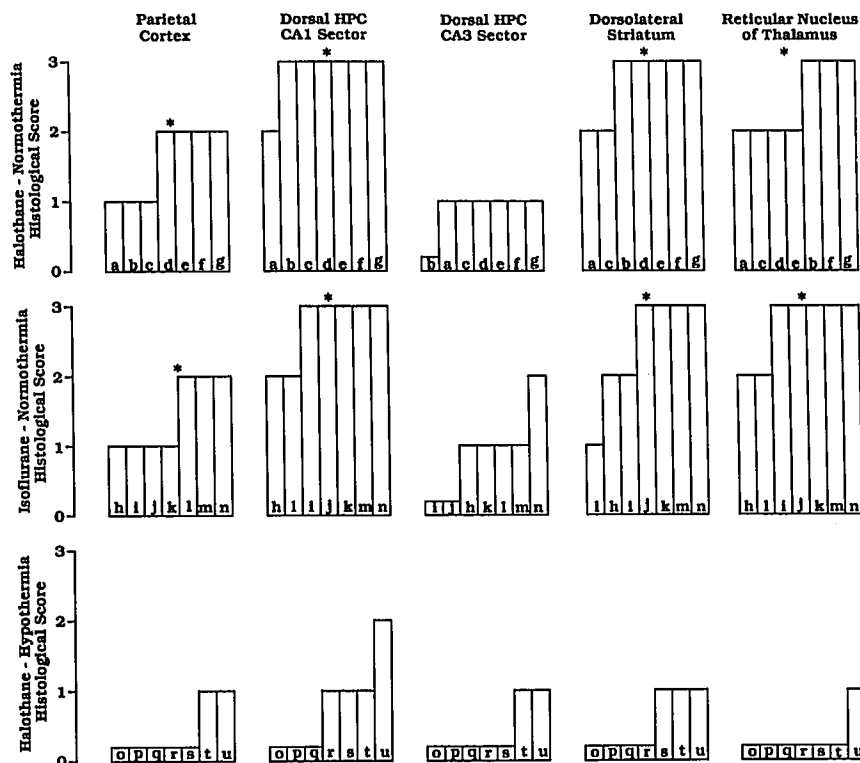 Parietal Cortex
Dorsal HPC CA1 Sector
Dorsal HPC CA3 Sector
Dorsolateral Striatum
Reticular Nucleus of Thalamus
Halothane - Normothermia Histological Score
3
2
1
0
*
*
*
*
a b c d e f g
a b c d e f g
b a c d e f g
a c b d e f g
a c d e b f g
Isoflurane - Normothermia Histological Score
3
2
1
0
*
*
*
*
h i j k l m n
h l i j k m n
i j h k l m n
l h i j k m n
h l i j k m n
Halothane - Hypothermia Histological Score
3
2
1
0
o p q r s t u
o p q r s t u
o p q r s t u
o p q r s t u
o p q r s t u